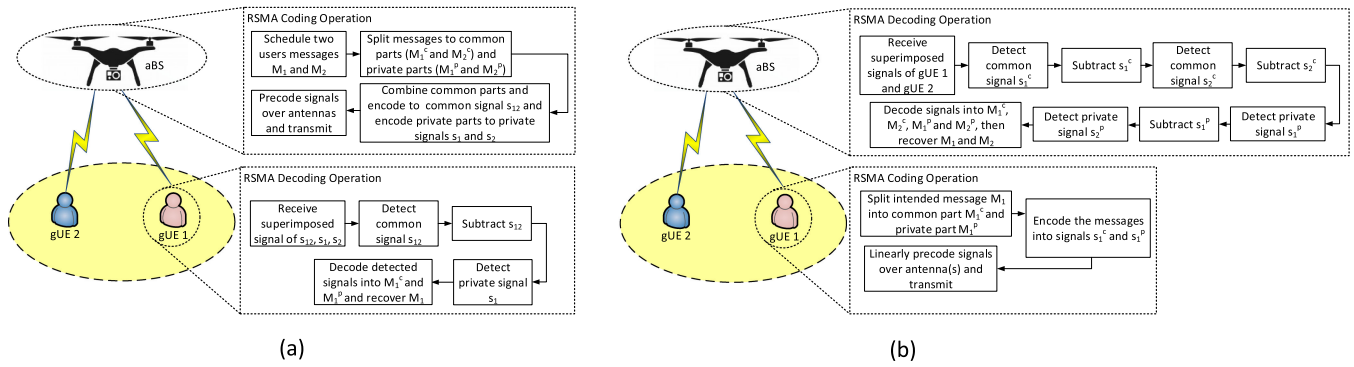 RSMA Coding Operation
Schedule two
users messages
M₁ and M₂
Split messages to common
parts (M₁ᶜ and M₂ᶜ) and
private parts (M₁ᵖ and M₂ᵖ)
Combine common parts and
encode to common signal s₁₂ and
encode private parts to private
signals s₁ and s₂
Precode signals
over antennas
and transmit
aBS
gUE 2
gUE 1
RSMA Decoding Operation
Receive
superimposed
signal of s₁₂, s₁, s₂
Detect
common
signal s₁₂
Subtract s₁₂
Detect
private signal
s₁
Decode detected
signals into M₁ᶜ and
M₁ᵖ and recover M₁
(a)
RSMA Decoding Operation
Receive
superimposed
signals of gUE 1
and gUE 2
Detect
common
signal s₁ᶜ
Subtract s₁ᶜ
Detect
common
signal s₂ᶜ
Subtract s₂ᶜ
Detect private
signal s₁ᵖ
Subtract s₁ᵖ
Detect private
signal s₂ᵖ
Decode signals into M₁ᶜ,
M₂ᶜ, M₁ᵖ and M₂ᵖ, then
recover M₁ and M₂
aBS
gUE 2
gUE 1
RSMA Coding Operation
Split intended message M₁
into common part M₁ᶜ and
private part M₁ᵖ
Encode the messages
into signals s₁ᶜ and s₁ᵖ
Linearly precode signals
over antenna(s) and
transmit
(b)